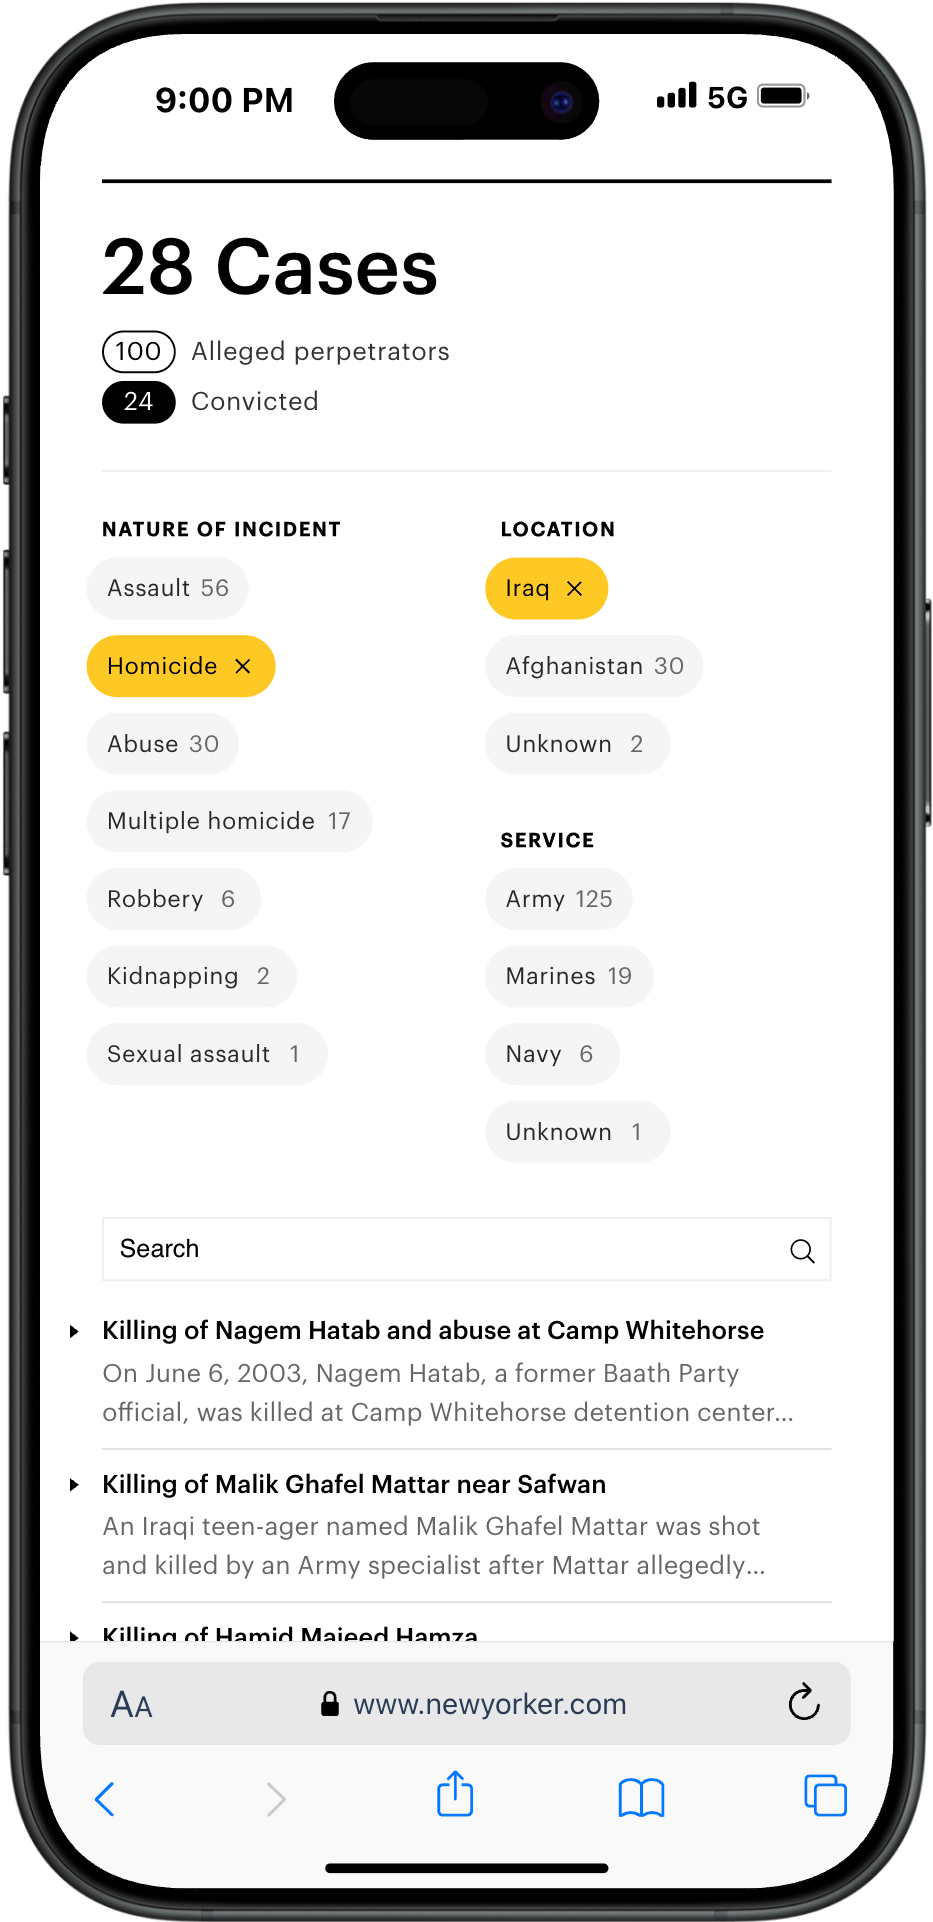 9:00 PM
5G
28 Cases
100 Alleged perpetrators
24 Convicted
NATURE OF INCIDENT
Assault 56
Homicide ×
Abuse 30
Multiple homicide 17
Robbery 6
Kidnapping 2
Sexual assault 1
LOCATION
Iraq ×
Afghanistan 30
Unknown 2
SERVICE
Army 125
Marines 19
Navy 6
Unknown 1
Search
Killing of Nagem Hatab and abuse at Camp Whitehorse
On June 6, 2003, Nagem Hatab, a former Baath Party
official, was killed at Camp Whitehorse detention center...
Killing of Malik Ghafel Mattar near Safwan
An Iraqi teen-ager named Malik Ghafel Mattar was shot
and killed by an Army specialist after Mattar allegedly...
Killing of Hamid Majeed Hamza
AA
www.newyorker.com